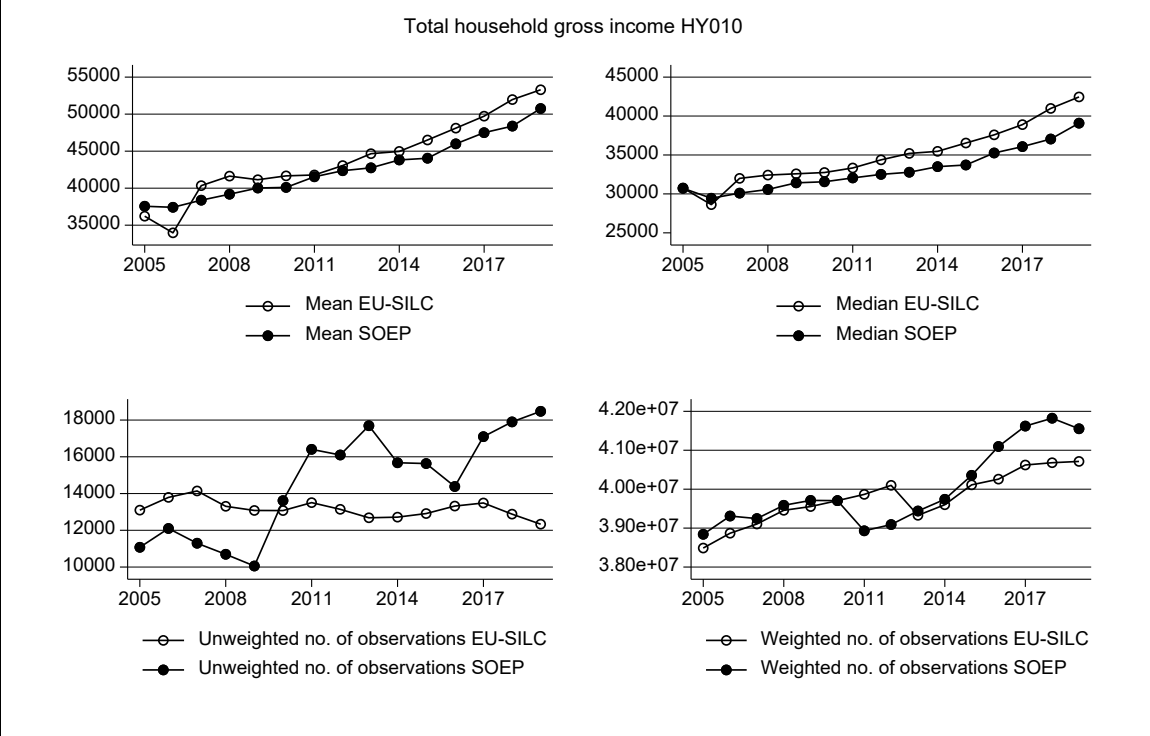 Total household gross income HY010
55000
50000
45000
40000
35000
2005 2008 2011 2014 2017
Mean EU-SILC
Mean SOEP
45000
40000
35000
30000
25000
2005 2008 2011 2014 2017
Median EU-SILC
Median SOEP
18000
16000
14000
12000
10000
2005 2008 2011 2014 2017
Unweighted no. of observations EU-SILC
Unweighted no. of observations SOEP
4.20e+07
4.10e+07
4.00e+07
3.90e+07
3.80e+07
2005 2008 2011 2014 2017
Weighted no. of observations EU-SILC
Weighted no. of observations SOEP